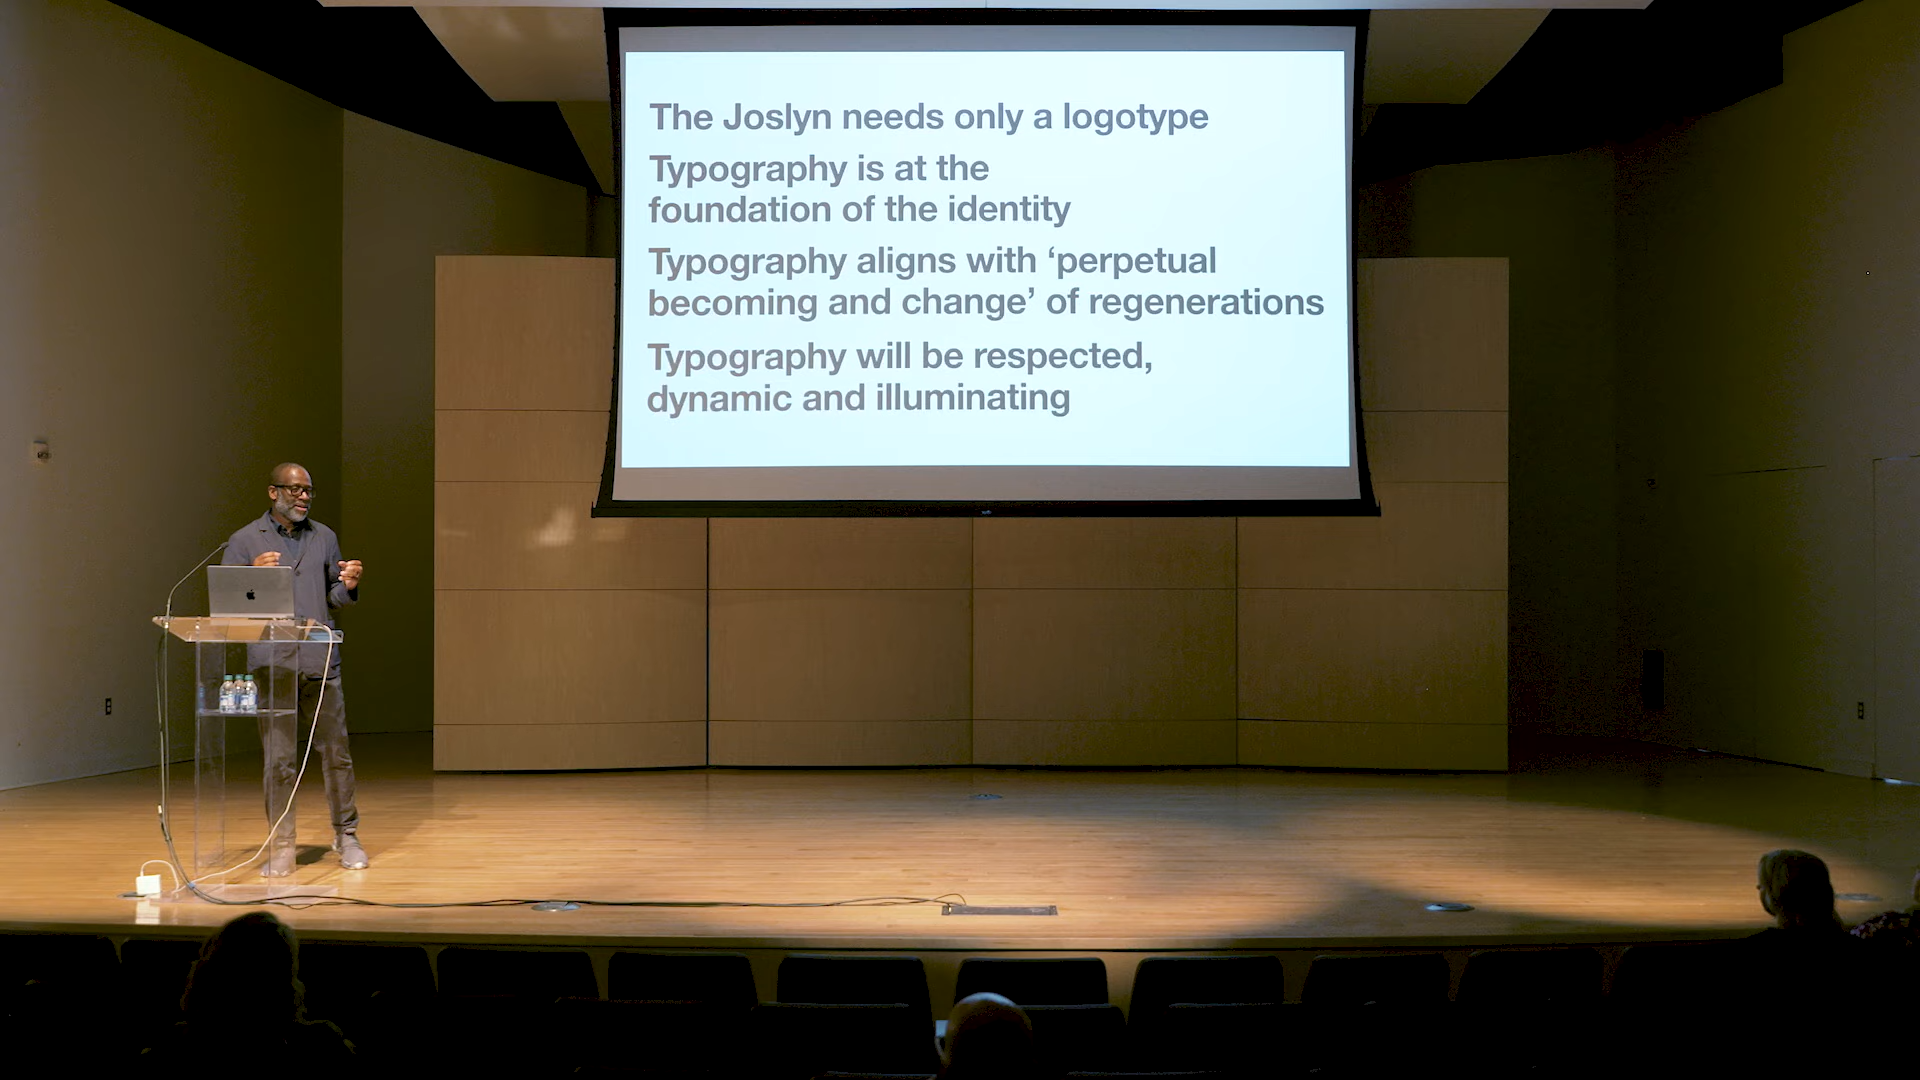 The Joslyn needs only a logotype
Typography is at the
foundation of the identity
Typography aligns with ‘perpetual
becoming and change’ of regenerations
Typography will be respected,
dynamic and illuminating